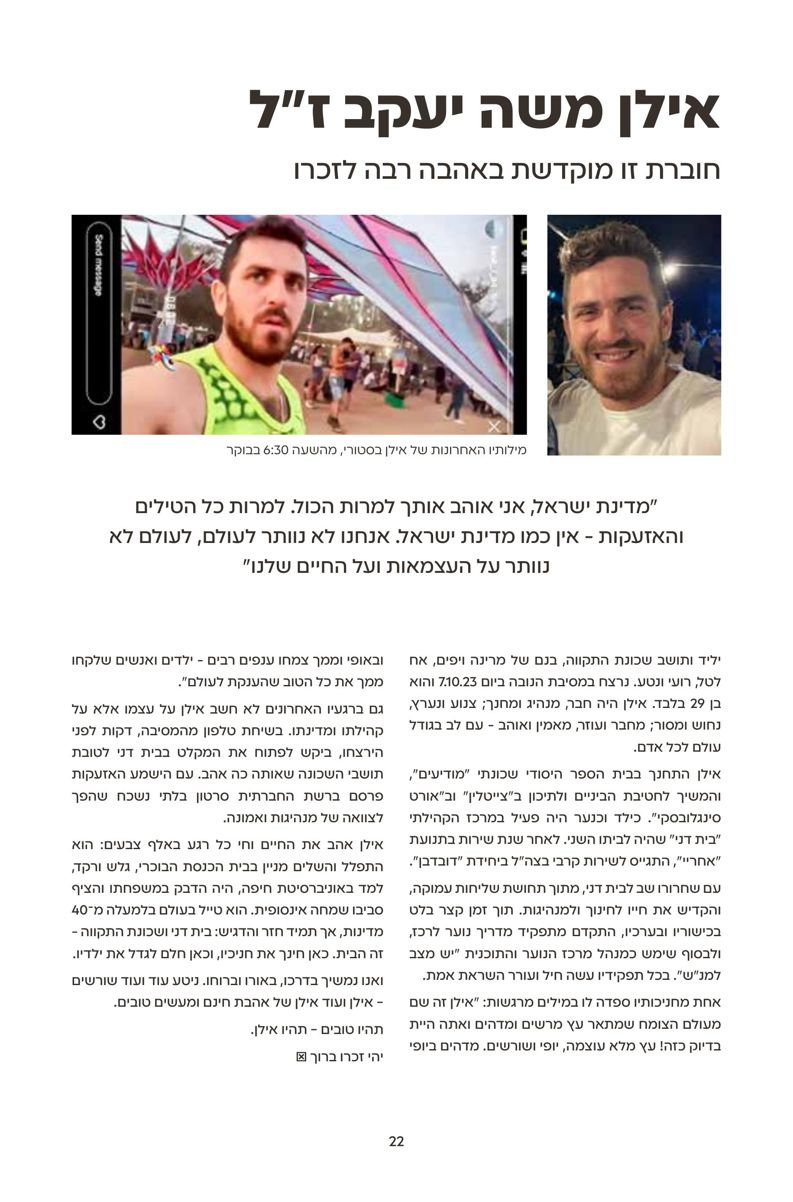 אילן משה יעקב ז"ל
חוברת זו מוקדשת באהבה רבה לזכרו
Send message
מילותיו האחרונות של אילן בסטורי, מהשעה 6:30 בבוקר
"מדינת ישראל, אני אוהב אותך למרות הכול. למרות כל הטילים
והאזעקות - אין כמו מדינת ישראל. אנחנו לא נוותר לעולם, לעולם לא
נוותר על העצמאות ועל החיים שלנו"
יליד ותושב שכונת התקווה, בנם של מרינה ויפים, אח
לטל, רועי ונטע. נרצח במסיבת הנובה ביום 7.10.23 והוא
בן 29 בלבד. אילן היה חבר, מנהיג ומחנך; צנוע ונערץ,
נחוש ומסור; מחבר ועוזר, מאמין ואוהב - עם לב בגודל
עולם לכל אדם.
אילן התחנך בבית הספר היסודי שכונתי "מודיעים",
והמשיך לחטיבת הביניים ולתיכון ב"צייטלין" וב"אורט
סינגלובסקי". כילד וכנער היה פעיל במרכז הקהילתי
"בית דני" שהיה לביתו השני. לאחר שנת שירות בתנועת
"אחריי", התגייס לשירות קרבי בצה"ל ביחידת "דובדבן".
עם שחרורו שב לבית דני, מתוך תחושת שליחות עמוקה,
והקדיש את חייו לחינוך ולמנהיגות. תוך זמן קצר בלט
בכישוריו ובערכיו, התקדם מתפקיד מדריך נוער לרכז,
ולבסוף שימש כמנהל מרכז הנוער והתוכנית "יש מצב
למנ"ש". בכל תפקידיו עשה חיל ועורר השראת אמת.
אחת מחניכותיו ספדה לו במילים מרגשות: "אילן זה שם
מעולם הצומח שמתאר עץ מרשים ומדהים ואתה היית
בדיוק כזה! עץ מלא עוצמה, יופי ושורשים. מדהים ביופי
ובאופי וממך צמחו ענפים רבים - ילדים ואנשים שלקחו
ממך את כל הטוב שהענקת לעולם".
גם ברגעיו האחרונים לא חשב אילן על עצמו אלא על
קהילתו ומדינתו. בשיחת טלפון מהמסיבה, דקות לפני
הירצחו, ביקש לפתוח את המקלט בבית דני לטובת
תושבי השכונה שאותה כה אהב. עם הישמע האזעקות
פרסם ברשת החברתית סרטון בלתי נשכח שהפך
לצוואה של מנהיגות ואמונה.
אילן אהב את החיים וחי כל רגע באלף צבעים: הוא
התפלל והשלים מניין בבית הכנסת הבוכרי, גלש ורקד,
למד באוניברסיטת חיפה, היה הדבק במשפחתו והציף
סביבו שמחה אינסופית. הוא טייל בעולם בלמעלה מ־40
מדינות, אך תמיד חזר והדגיש: בית דני ושכונת התקווה -
זה הבית. כאן חינך את חניכיו, וכאן חלם לגדל את ילדיו.
ואנו נמשיך בדרכו, באורו וברוחו. ניטע עוד ועוד שורשים
- אילן ועוד אילן של אהבת חינם ומעשים טובים.
תהיו טובים - תהיו אילן.
יהי זכרו ברוך
22